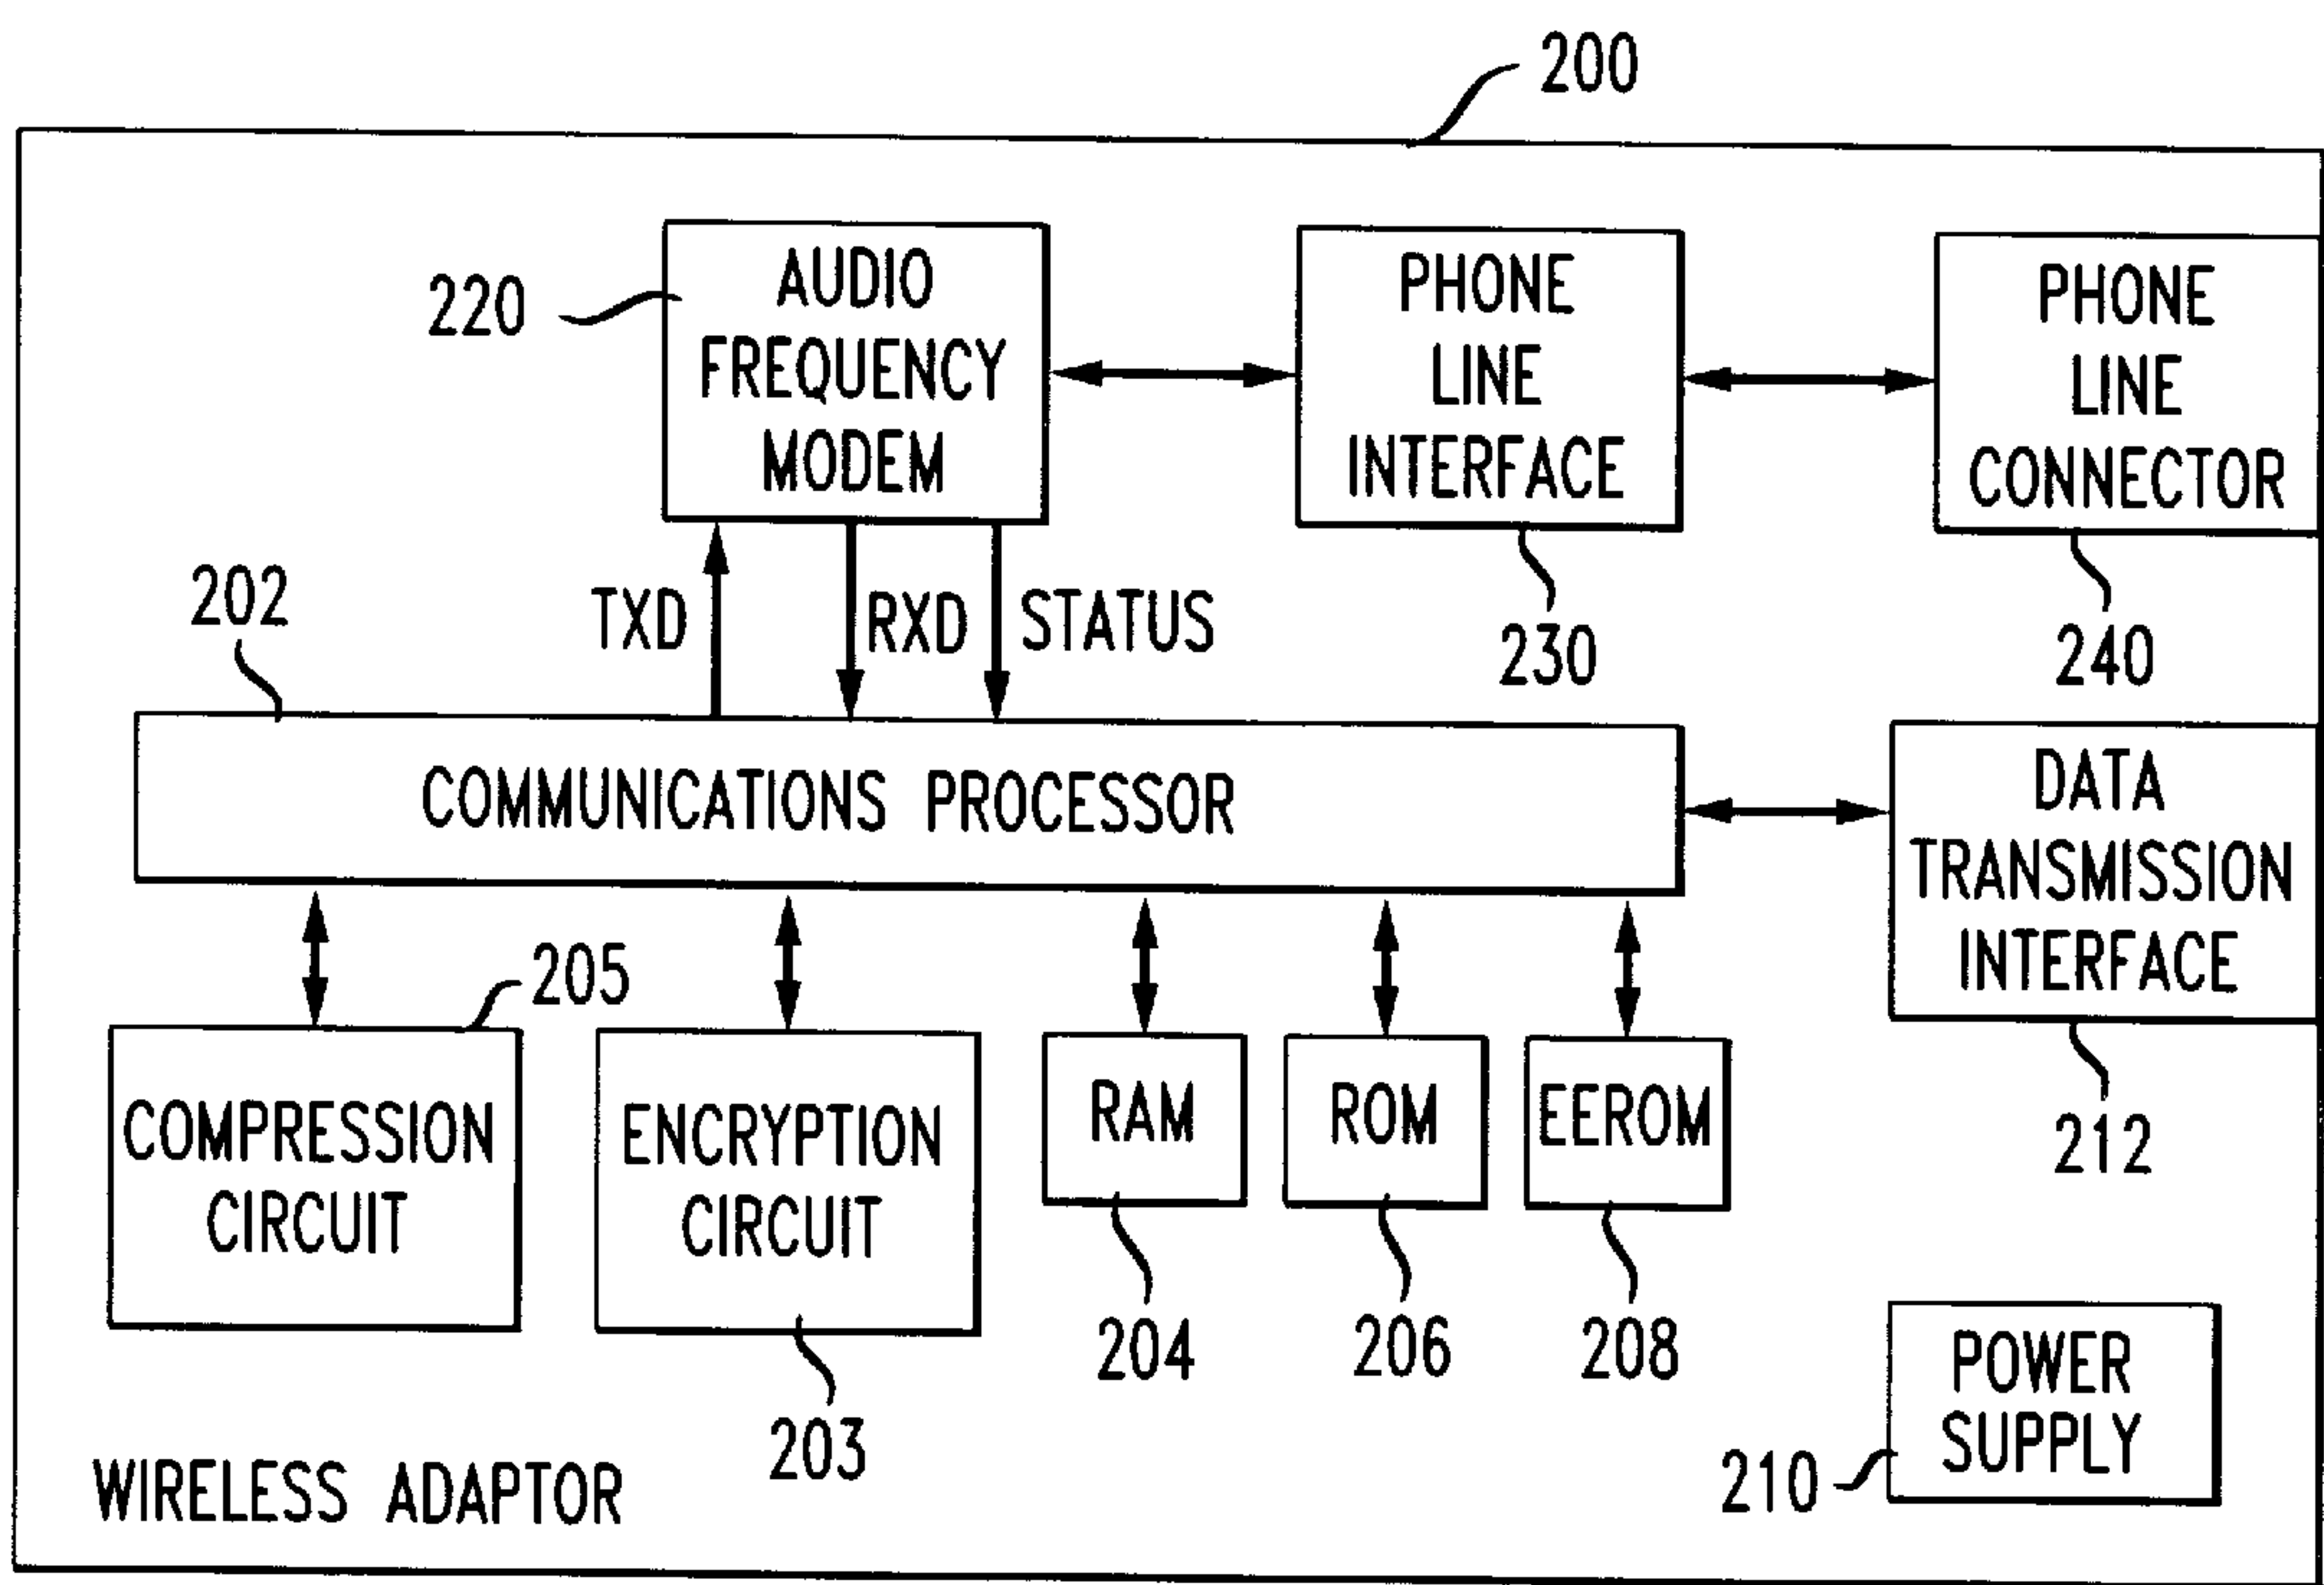 200
AUDIO
FREQUENCY
MODEM
220
PHONE
LINE
INTERFACE
230
PHONE
LINE
CONNECTOR
240
TXD
RXD
STATUS
202
COMMUNICATIONS PROCESSOR
DATA
TRANSMISSION
INTERFACE
212
205
COMPRESSION
CIRCUIT
ENCRYPTION
CIRCUIT
203
RAM
204
ROM
206
EEROM
208
POWER
SUPPLY
210
WIRELESS ADAPTOR